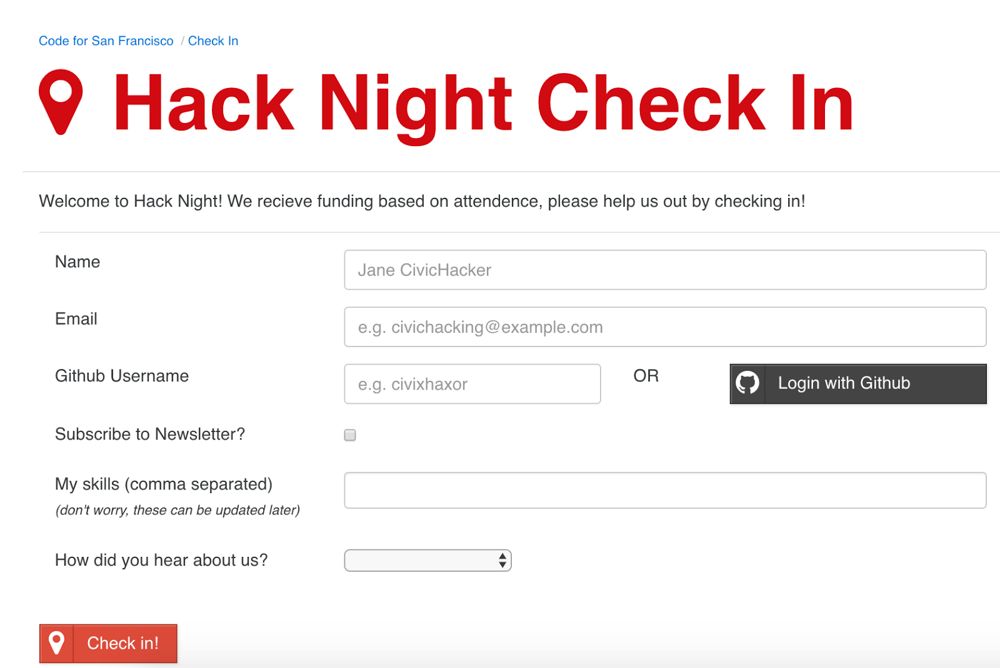 Code for San Francisco / Check In
Hack Night Check In
Welcome to Hack Night! We recieve funding based on attendence, please help us out by checking in!
Name
Jane CivicHacker
Email
e.g. civichacking@example.com
Github Username
e.g. civixhaxor
OR
Login with Github
Subscribe to Newsletter?
My skills (comma separated)
(don't worry, these can be updated later)
How did you hear about us?
Check in!